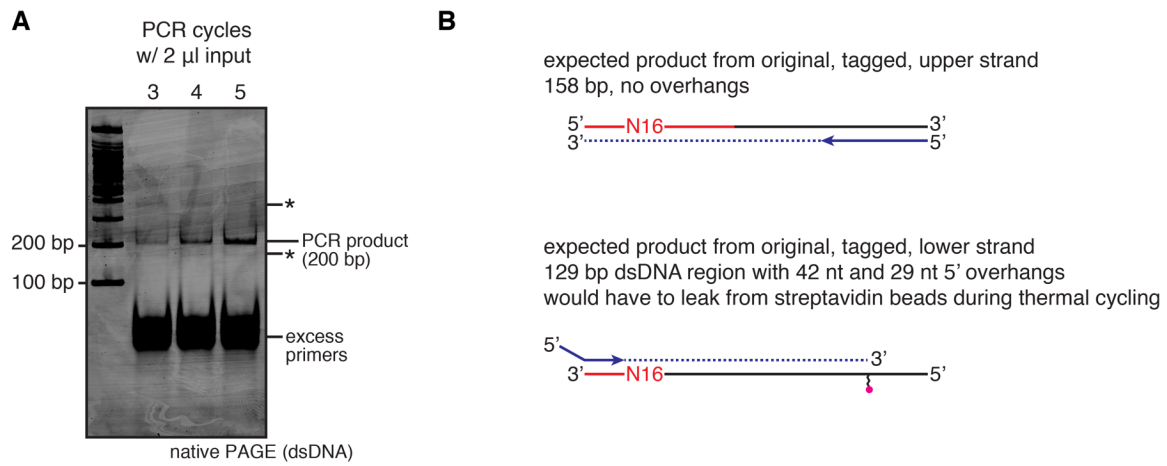 A
PCR cycles
w/ 2 µl input
3 4 5
*
200 bp
PCR product
(200 bp)
*
100 bp
excess
primers
native PAGE (dsDNA)
B
expected product from original, tagged, upper strand
158 bp, no overhangs
5’ N16 3’
3’ 5’
expected product from original, tagged, lower strand
129 bp dsDNA region with 42 nt and 29 nt 5’ overhangs
would have to leak from streptavidin beads during thermal cycling
5’
3’
3’ N16 5’